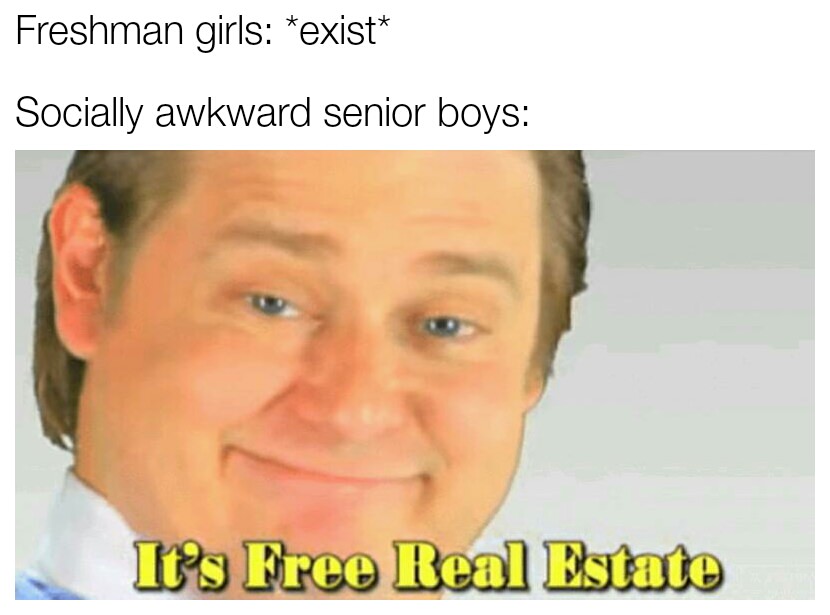 Freshman girls: *exist*
Socially awkward senior boys:
It's Free Real Estate